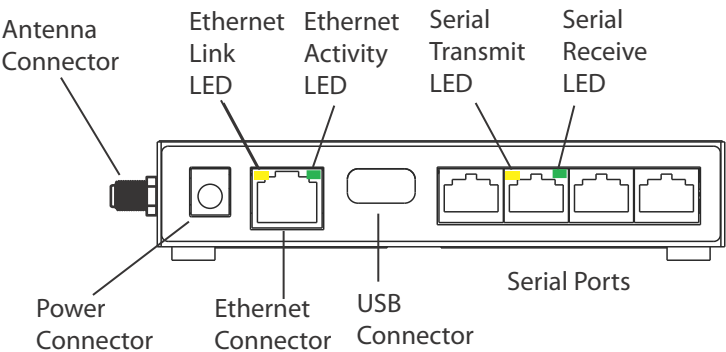 Antenna
Connector
Ethernet
Link
LED
Ethernet
Activity
LED
Serial
Transmit
LED
Serial
Receive
LED
Power
Connector
Ethernet
Connector
USB
Connector
Serial Ports